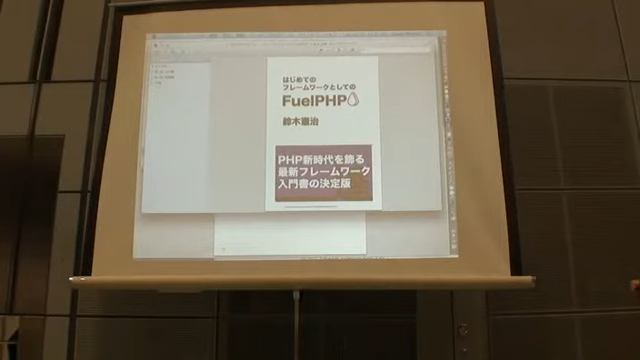 はじめての
フレームワークとしての
FuelPHP
鈴木憲治
PHP新時代を飾る
最新フレームワーク
入門書の決定版